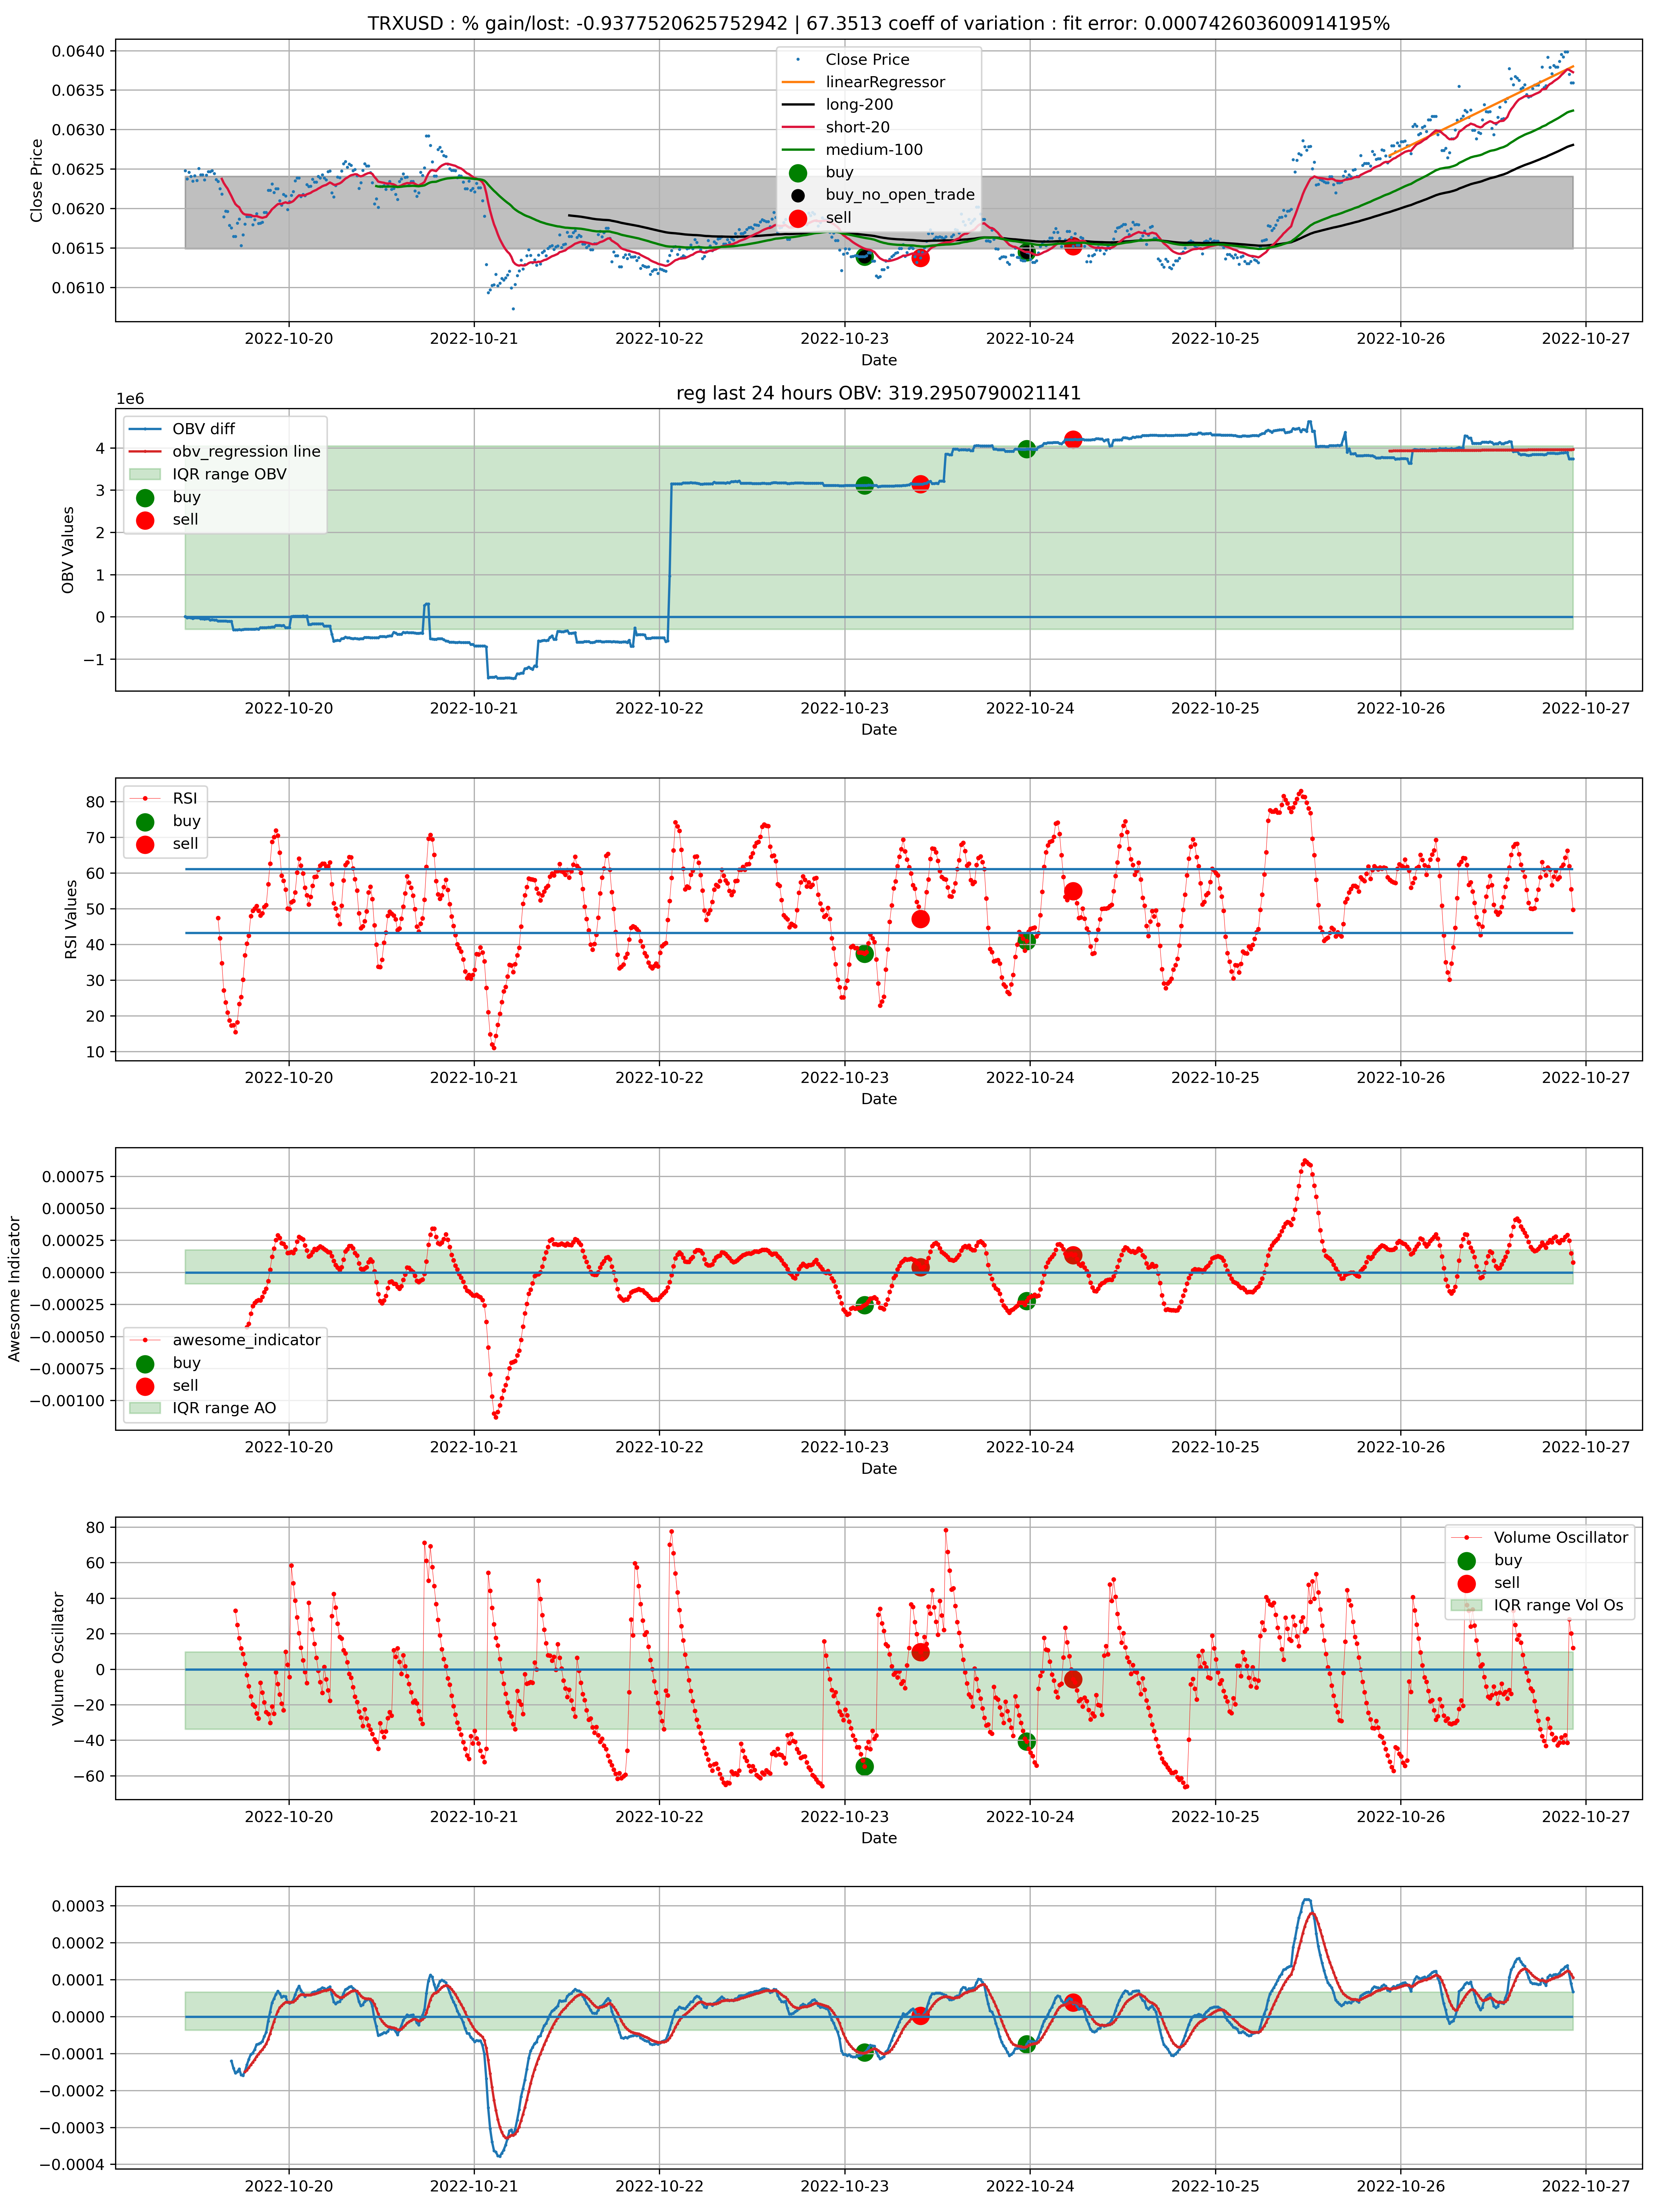 TRXUSD : % gain/lost: -0.9377520625752942 | 67.3513 coeff of variation : fit error: 0.000742603600914195%
0.0640
0.0635
0.0630
0.0625
0.0620
0.0615
0.0610
Close Price
Close Price
linearRegressor
long-200
short-20
medium-100
buy
buy_no_open_trade
sell
2022-10-20
2022-10-21
2022-10-22
2022-10-23
2022-10-24
2022-10-25
2022-10-26
2022-10-27
Date
reg last 24 hours OBV: 319.2950790021141
1e6
4
3
2
1
0
−1
OBV Values
OBV diff
obv_regression line
IQR range OBV
buy
sell
2022-10-20
2022-10-21
2022-10-22
2022-10-23
2022-10-24
2022-10-25
2022-10-26
2022-10-27
Date
80
70
60
50
40
30
20
10
RSI Values
RSI
buy
sell
2022-10-20
2022-10-21
2022-10-22
2022-10-23
2022-10-24
2022-10-25
2022-10-26
2022-10-27
Date
0.00075
0.00050
0.00025
0.00000
−0.00025
−0.00050
−0.00075
−0.00100
Awesome Indicator
awesome_indicator
buy
sell
IQR range AO
2022-10-20
2022-10-21
2022-10-22
2022-10-23
2022-10-24
2022-10-25
2022-10-26
2022-10-27
Date
80
60
40
20
0
−20
−40
−60
Volume Oscillator
Volume Oscillator
buy
sell
IQR range Vol Os
2022-10-20
2022-10-21
2022-10-22
2022-10-23
2022-10-24
2022-10-25
2022-10-26
2022-10-27
Date
0.0003
0.0002
0.0001
0.0000
−0.0001
−0.0002
−0.0003
−0.0004
2022-10-20
2022-10-21
2022-10-22
2022-10-23
2022-10-24
2022-10-25
2022-10-26
2022-10-27